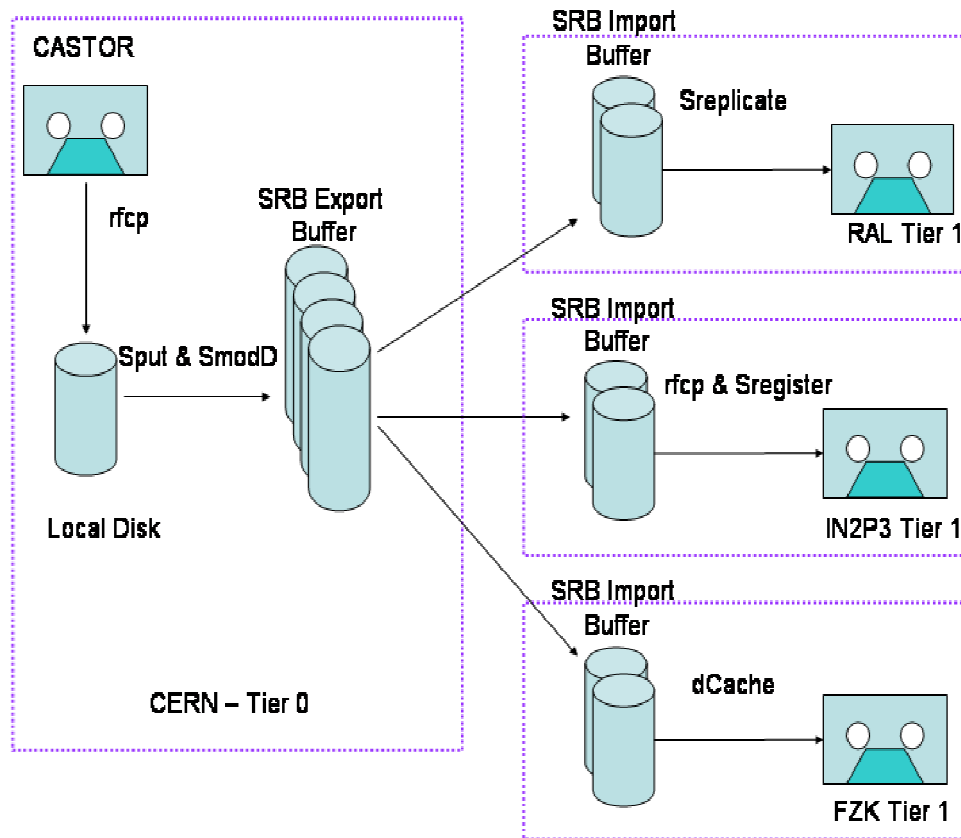 CASTOR
rfcp
SRB Export
Buffer
Sput & SmodD
Local Disk
CERN – Tier 0
SRB Import
Buffer
Sreplicate
RAL Tier 1
SRB Import
Buffer
rfcp & Sregister
IN2P3 Tier 1
SRB Import
Buffer
dCache
FZK Tier 1